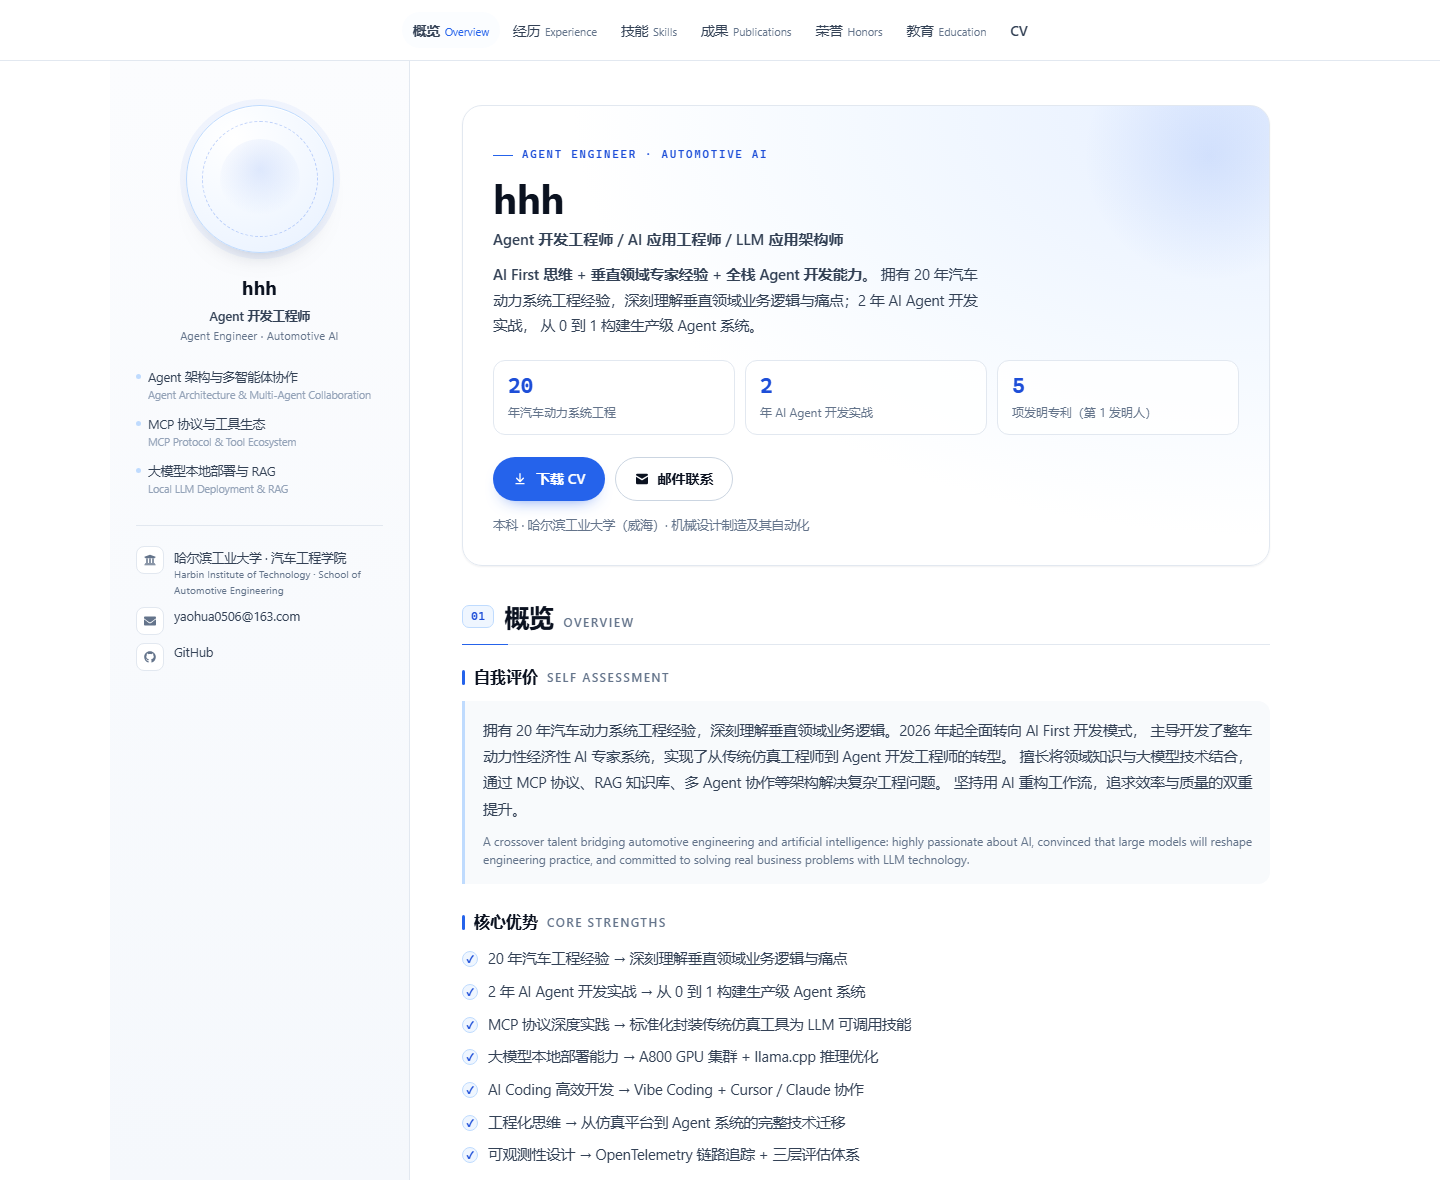 概览 Overview 经历 Experience 技能 Skills 成果 Publications 荣誉 Honors 教育 Education CV
hhh
Agent 开发工程师
Agent Engineer · Automotive AI
Agent 架构与多智能体协作
Agent Architecture & Multi-Agent Collaboration
MCP 协议与工具生态
MCP Protocol & Tool Ecosystem
大模型本地部署与 RAG
Local LLM Deployment & RAG
哈尔滨工业大学 · 汽车工程学院
Harbin Institute of Technology · School of
Automotive Engineering
yaohua0506@163.com
GitHub
AGENT ENGINEER · AUTOMOTIVE AI
hhh
Agent 开发工程师 / AI 应用工程师 / LLM 应用架构师
AI First 思维 + 垂直领域专家经验 + 全栈 Agent 开发能力。 拥有 20 年汽车
动力系统工程经验，深刻理解垂直领域业务逻辑与痛点；2 年 AI Agent 开发
实战， 从 0 到 1 构建生产级 Agent 系统。
20
年汽车动力系统工程
2
年 AI Agent 开发实战
5
项发明专利（第 1 发明人）
下载 CV
邮件联系
本科 · 哈尔滨工业大学（威海）· 机械设计制造及其自动化
01 概览 OVERVIEW
自我评价 SELF ASSESSMENT
拥有 20 年汽车动力系统工程经验，深刻理解垂直领域业务逻辑。2026 年起全面转向 AI First 开发模式， 主导开发了整车
动力性经济性 AI 专家系统，实现了从传统仿真工程师到 Agent 开发工程师的转型。 擅长将领域知识与大模型技术结合，
通过 MCP 协议、RAG 知识库、多 Agent 协作等架构解决复杂工程问题。 坚持用 AI 重构工作流，追求效率与质量的双重
提升。
A crossover talent bridging automotive engineering and artificial intelligence: highly passionate about AI, convinced that large models will reshape
engineering practice, and committed to solving real business problems with LLM technology.
核心优势 CORE STRENGTHS
20 年汽车工程经验 → 深刻理解垂直领域业务逻辑与痛点
2 年 AI Agent 开发实战 → 从 0 到 1 构建生产级 Agent 系统
MCP 协议深度实践 → 标准化封装传统仿真工具为 LLM 可调用技能
大模型本地部署能力 → A800 GPU 集群 + llama.cpp 推理优化
AI Coding 高效开发 → Vibe Coding + Cursor / Claude 协作
工程化思维 → 从仿真平台到 Agent 系统的完整技术迁移
可观测性设计 → OpenTelemetry 链路追踪 + 三层评估体系